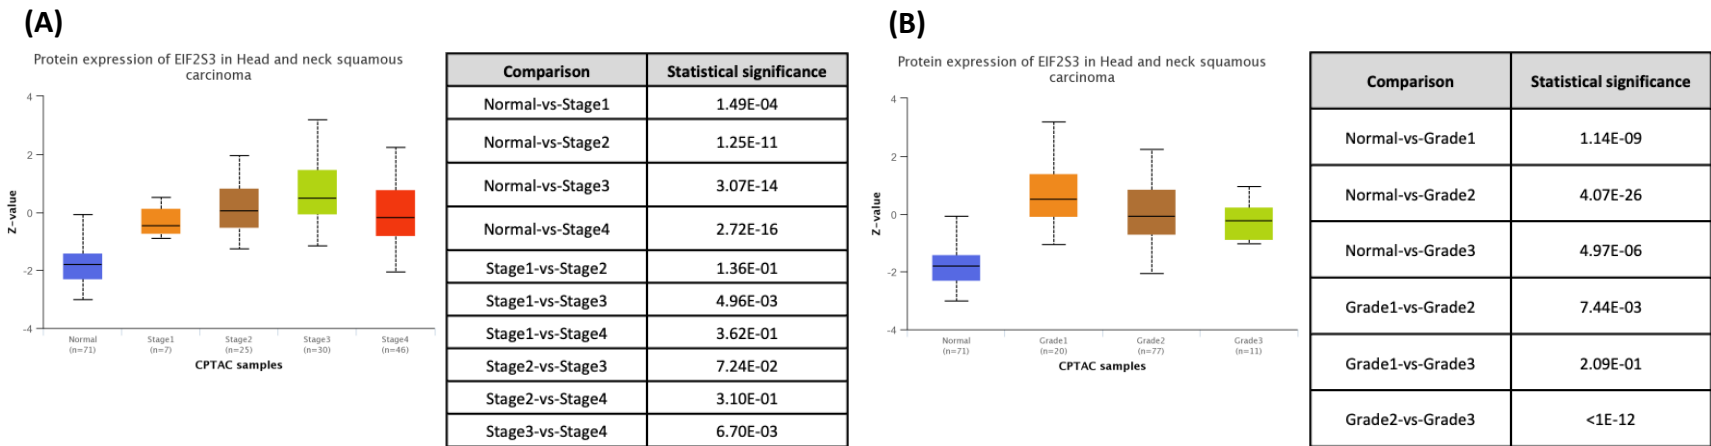 (A)
Protein expression of EIF2S3 in Head and neck squamous
carcinoma
Z-value
4
2
0
-2
-4
Normal
(n=71)
Stage1
(n=7)
Stage2
(n=25)
Stage3
(n=30)
Stage4
(n=46)
CPTAC samples
Comparison Statistical significance
Normal-vs-Stage1 1.49E-04
Normal-vs-Stage2 1.25E-11
Normal-vs-Stage3 3.07E-14
Normal-vs-Stage4 2.72E-16
Stage1-vs-Stage2 1.36E-01
Stage1-vs-Stage3 4.96E-03
Stage1-vs-Stage4 3.62E-01
Stage2-vs-Stage3 7.24E-02
Stage2-vs-Stage4 3.10E-01
Stage3-vs-Stage4 6.70E-03
(B)
Protein expression of EIF2S3 in Head and neck squamous
carcinoma
Z-value
4
2
0
-2
-4
Normal
(n=71)
Grade1
(n=20)
Grade2
(n=77)
Grade3
(n=11)
CPTAC samples
Comparison Statistical significance
Normal-vs-Grade1 1.14E-09
Normal-vs-Grade2 4.07E-26
Normal-vs-Grade3 4.97E-06
Grade1-vs-Grade2 7.44E-03
Grade1-vs-Grade3 2.09E-01
Grade2-vs-Grade3 <1E-12